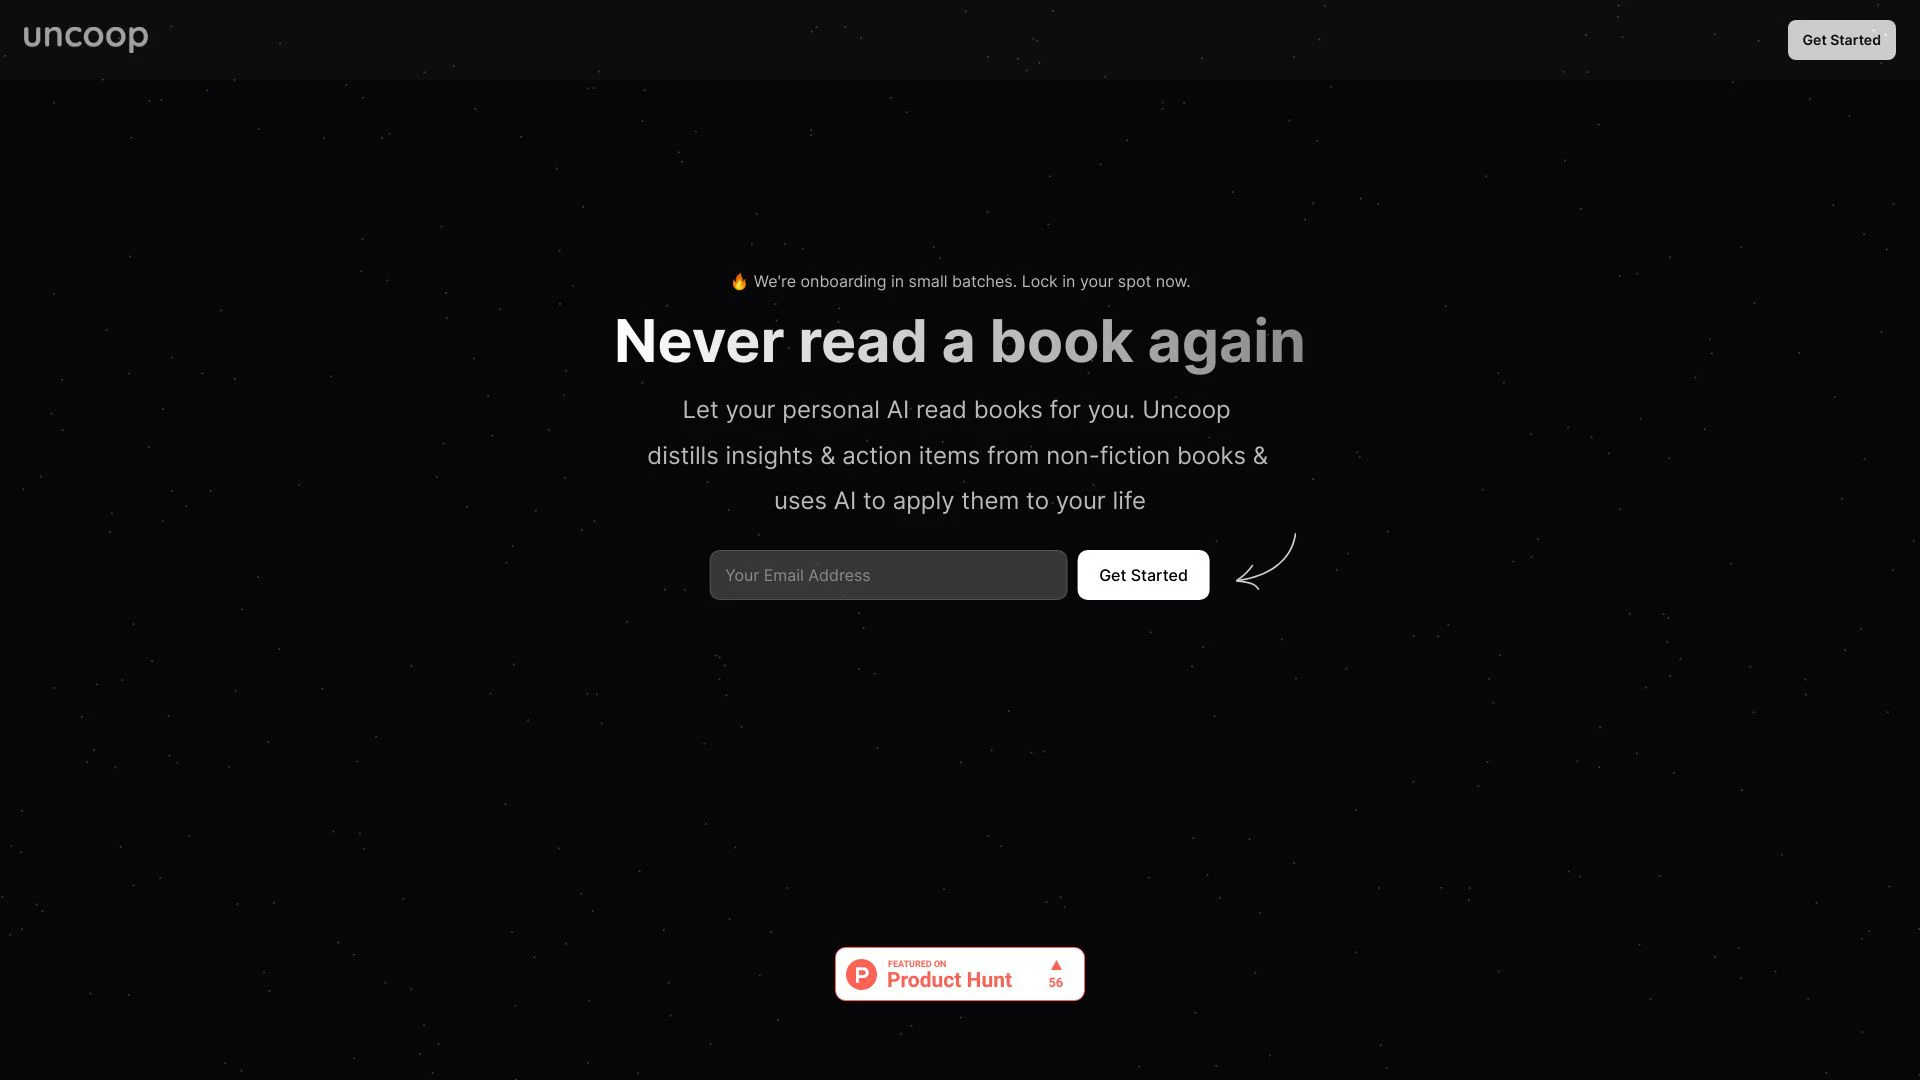 uncoop
Get Started
🔥 We're onboarding in small batches. Lock in your spot now.
Never read a book again
Let your personal AI read books for you. Uncoop
distills insights & action items from non-fiction books &
uses AI to apply them to your life
Your Email Address
Get Started
FEATURED ON
Product Hunt
▲
56